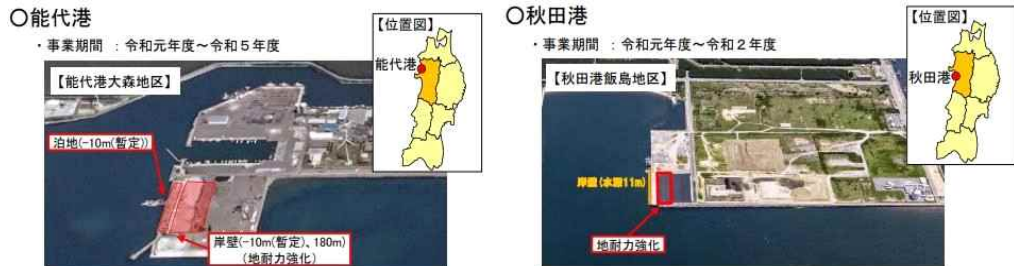 〇能代港
・事業期間 ：令和元年度～令和５年度
【位置図】
能代港
【能代港大森地区】
泊地(-10m(暫定))
岸壁(-10m(暫定)、180m)
(地耐力強化)
〇秋田港
・事業期間 ：令和元年度～令和２年度
【位置図】
秋田港
【秋田港飯島地区】
岸壁(水深11m)
地耐力強化